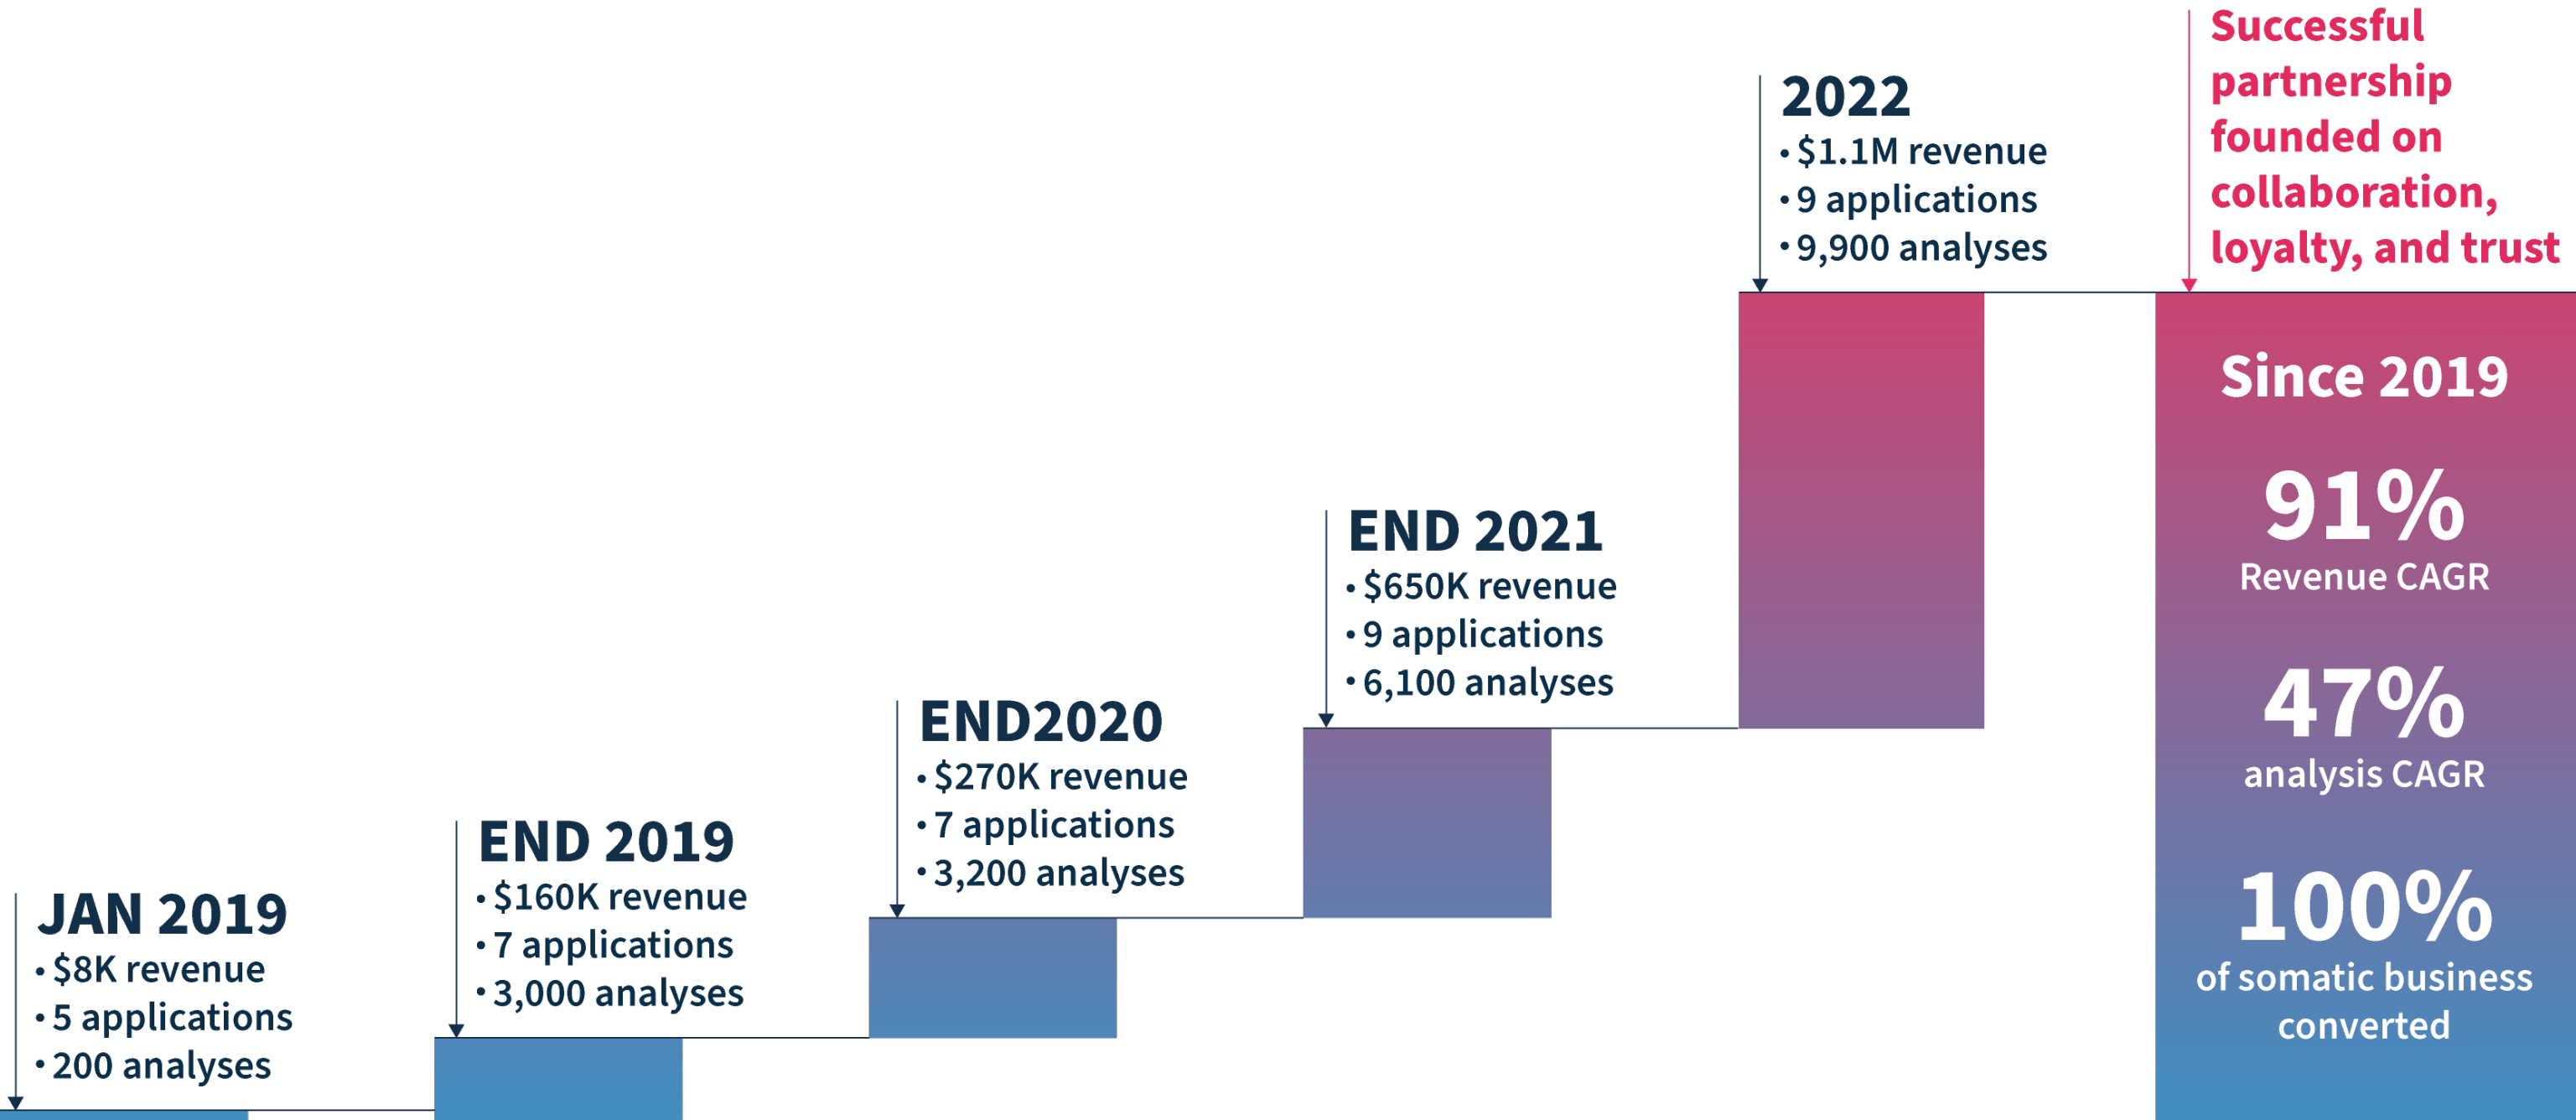 JAN 2019
• $8K revenue
• 5 applications
• 200 analyses
END 2019
• $160K revenue
• 7 applications
• 3,000 analyses
END2020
• $270K revenue
• 7 applications
• 3,200 analyses
END 2021
• $650K revenue
• 9 applications
• 6,100 analyses
2022
• $1.1M revenue
• 9 applications
• 9,900 analyses
Successful
partnership
founded on
collaboration,
loyalty, and trust
Since 2019
91%
Revenue CAGR
47%
analysis CAGR
100%
of somatic business
converted